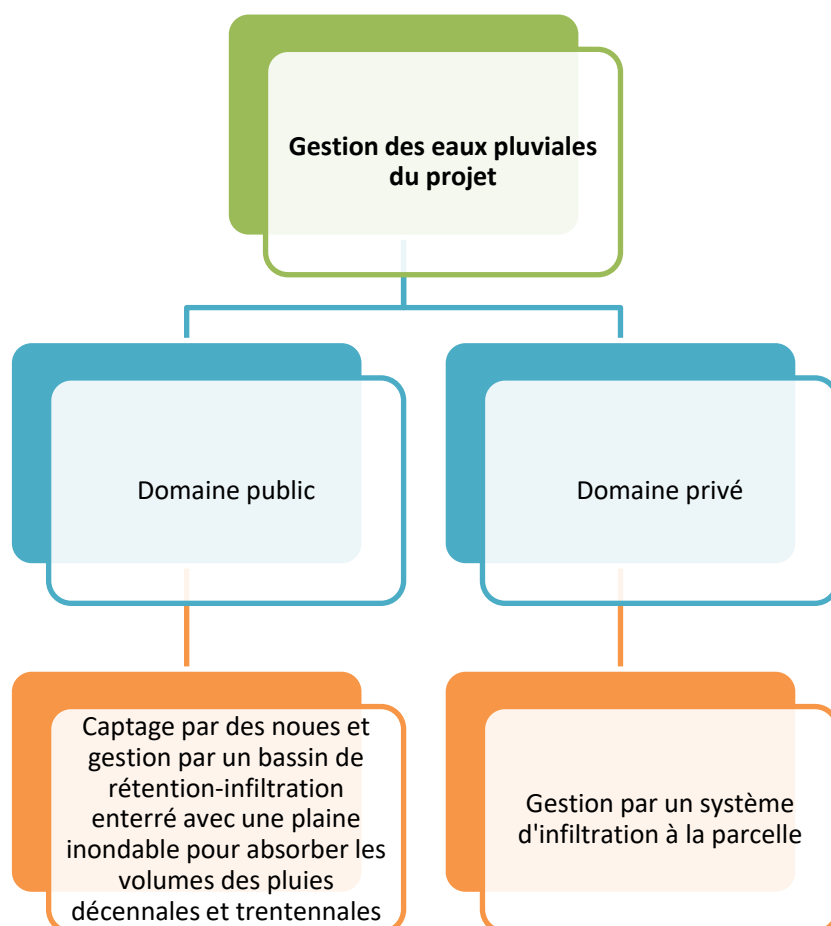 Gestion des eaux pluviales
du projet
Domaine public
Domaine privé
Captage par des noues et
gestion par un bassin de
rétention-infiltration
enterré avec une plaine
inondable pour absorber les
volumes des pluies
décennales et trentennales
Gestion par un système
d'infiltration à la parcelle